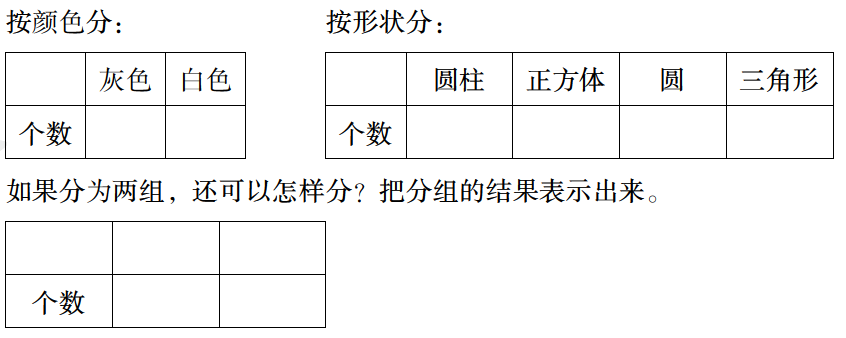 按颜色分： 按形状分：
灰色 白色 圆柱 正方体 圆 三角形
个数 个数
如果分为两组，还可以怎样分？把分组的结果表示出来。
个数